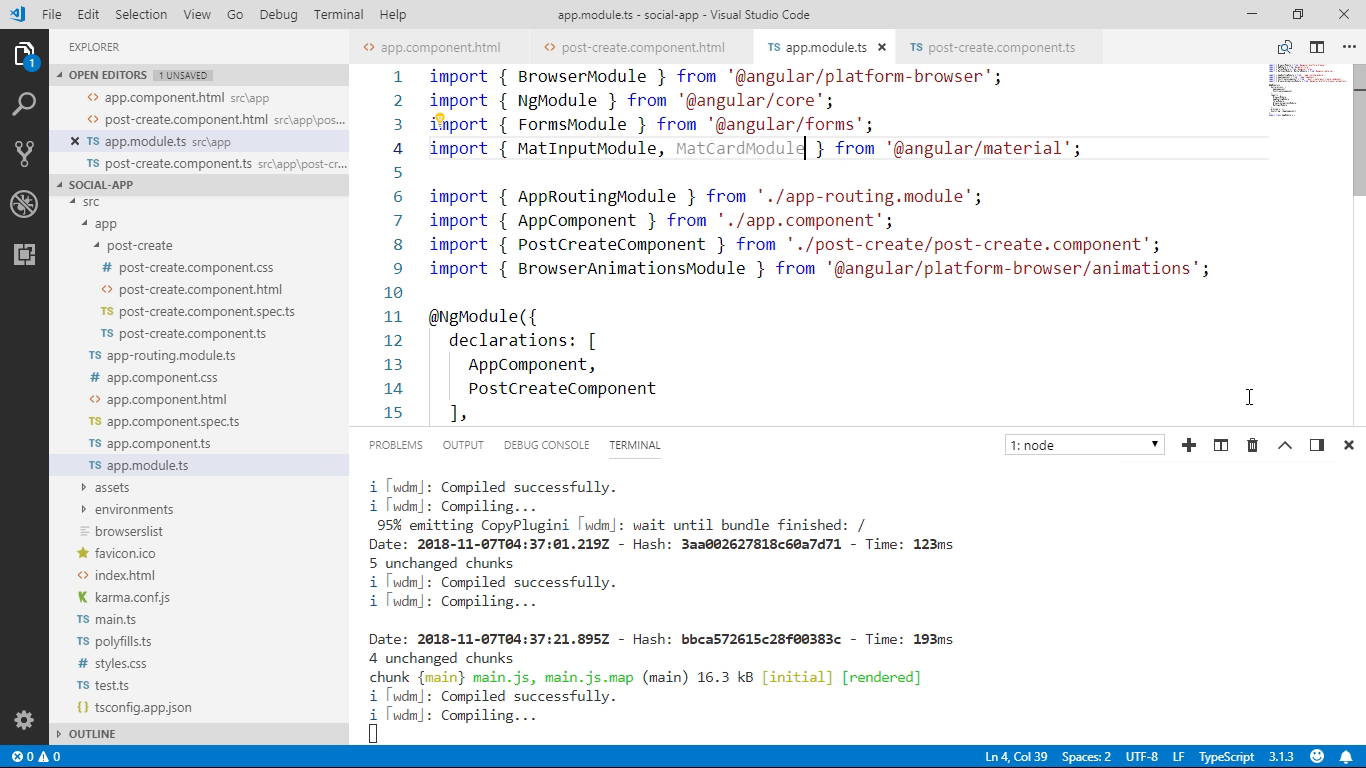 File Edit Selection View Go Debug Terminal Help app.module.ts - social-app - Visual Studio Code
1
EXPLORER
OPEN EDITORS 1 UNSAVED
app.component.html src\app
post-create.component.html src\app\pos...
app.module.ts src\app
TS post-create.component.ts src\app\post-cr...
SOCIAL-APP
src
app
post-create
# post-create.component.css
<> post-create.component.html
TS post-create.component.spec.ts
TS post-create.component.ts
TS app-routing.module.ts
# app.component.css
<> app.component.html
TS app.component.spec.ts
TS app.component.ts
TS app.module.ts
assets
environments
browserslist
favicon.ico
<> index.html
karma.conf.js
TS main.ts
TS polyfills.ts
# styles.css
TS test.ts
{} tsconfig.app.json
OUTLINE
<> app.component.html <> post-create.component.html TS app.module.ts TS post-create.component.ts
1 import { BrowserModule } from '@angular/platform-browser';
2 import { NgModule } from '@angular/core';
3 import { FormsModule } from '@angular/forms';
4 import { MatInputModule, MatCardModule } from '@angular/material';
5
6 import { AppRoutingModule } from './app-routing.module';
7 import { AppComponent } from './app.component';
8 import { PostCreateComponent } from './post-create/post-create.component';
9 import { BrowserAnimationsModule } from '@angular/platform-browser/animations';
10
11 @NgModule({
12 declarations: [
13 AppComponent,
14 PostCreateComponent
15 ],
PROBLEMS OUTPUT DEBUG CONSOLE TERMINAL 1: node
i ｢wdm｣: Compiled successfully.
i ｢wdm｣: Compiling...
95% emitting CopyPlugini ｢wdm｣: wait until bundle finished: /
Date: 2018-11-07T04:37:01.219Z - Hash: 3aa002627818c60a7d71 - Time: 123ms
5 unchanged chunks
i ｢wdm｣: Compiled successfully.
i ｢wdm｣: Compiling...
Date: 2018-11-07T04:37:21.895Z - Hash: bbca572615c28f00383c - Time: 193ms
4 unchanged chunks
chunk {main} main.js, main.js.map (main) 16.3 kB [initial] [rendered]
i ｢wdm｣: Compiled successfully.
i ｢wdm｣: Compiling...
0 0 Ln 4, Col 39 Spaces: 2 UTF-8 LF TypeScript 3.1.3